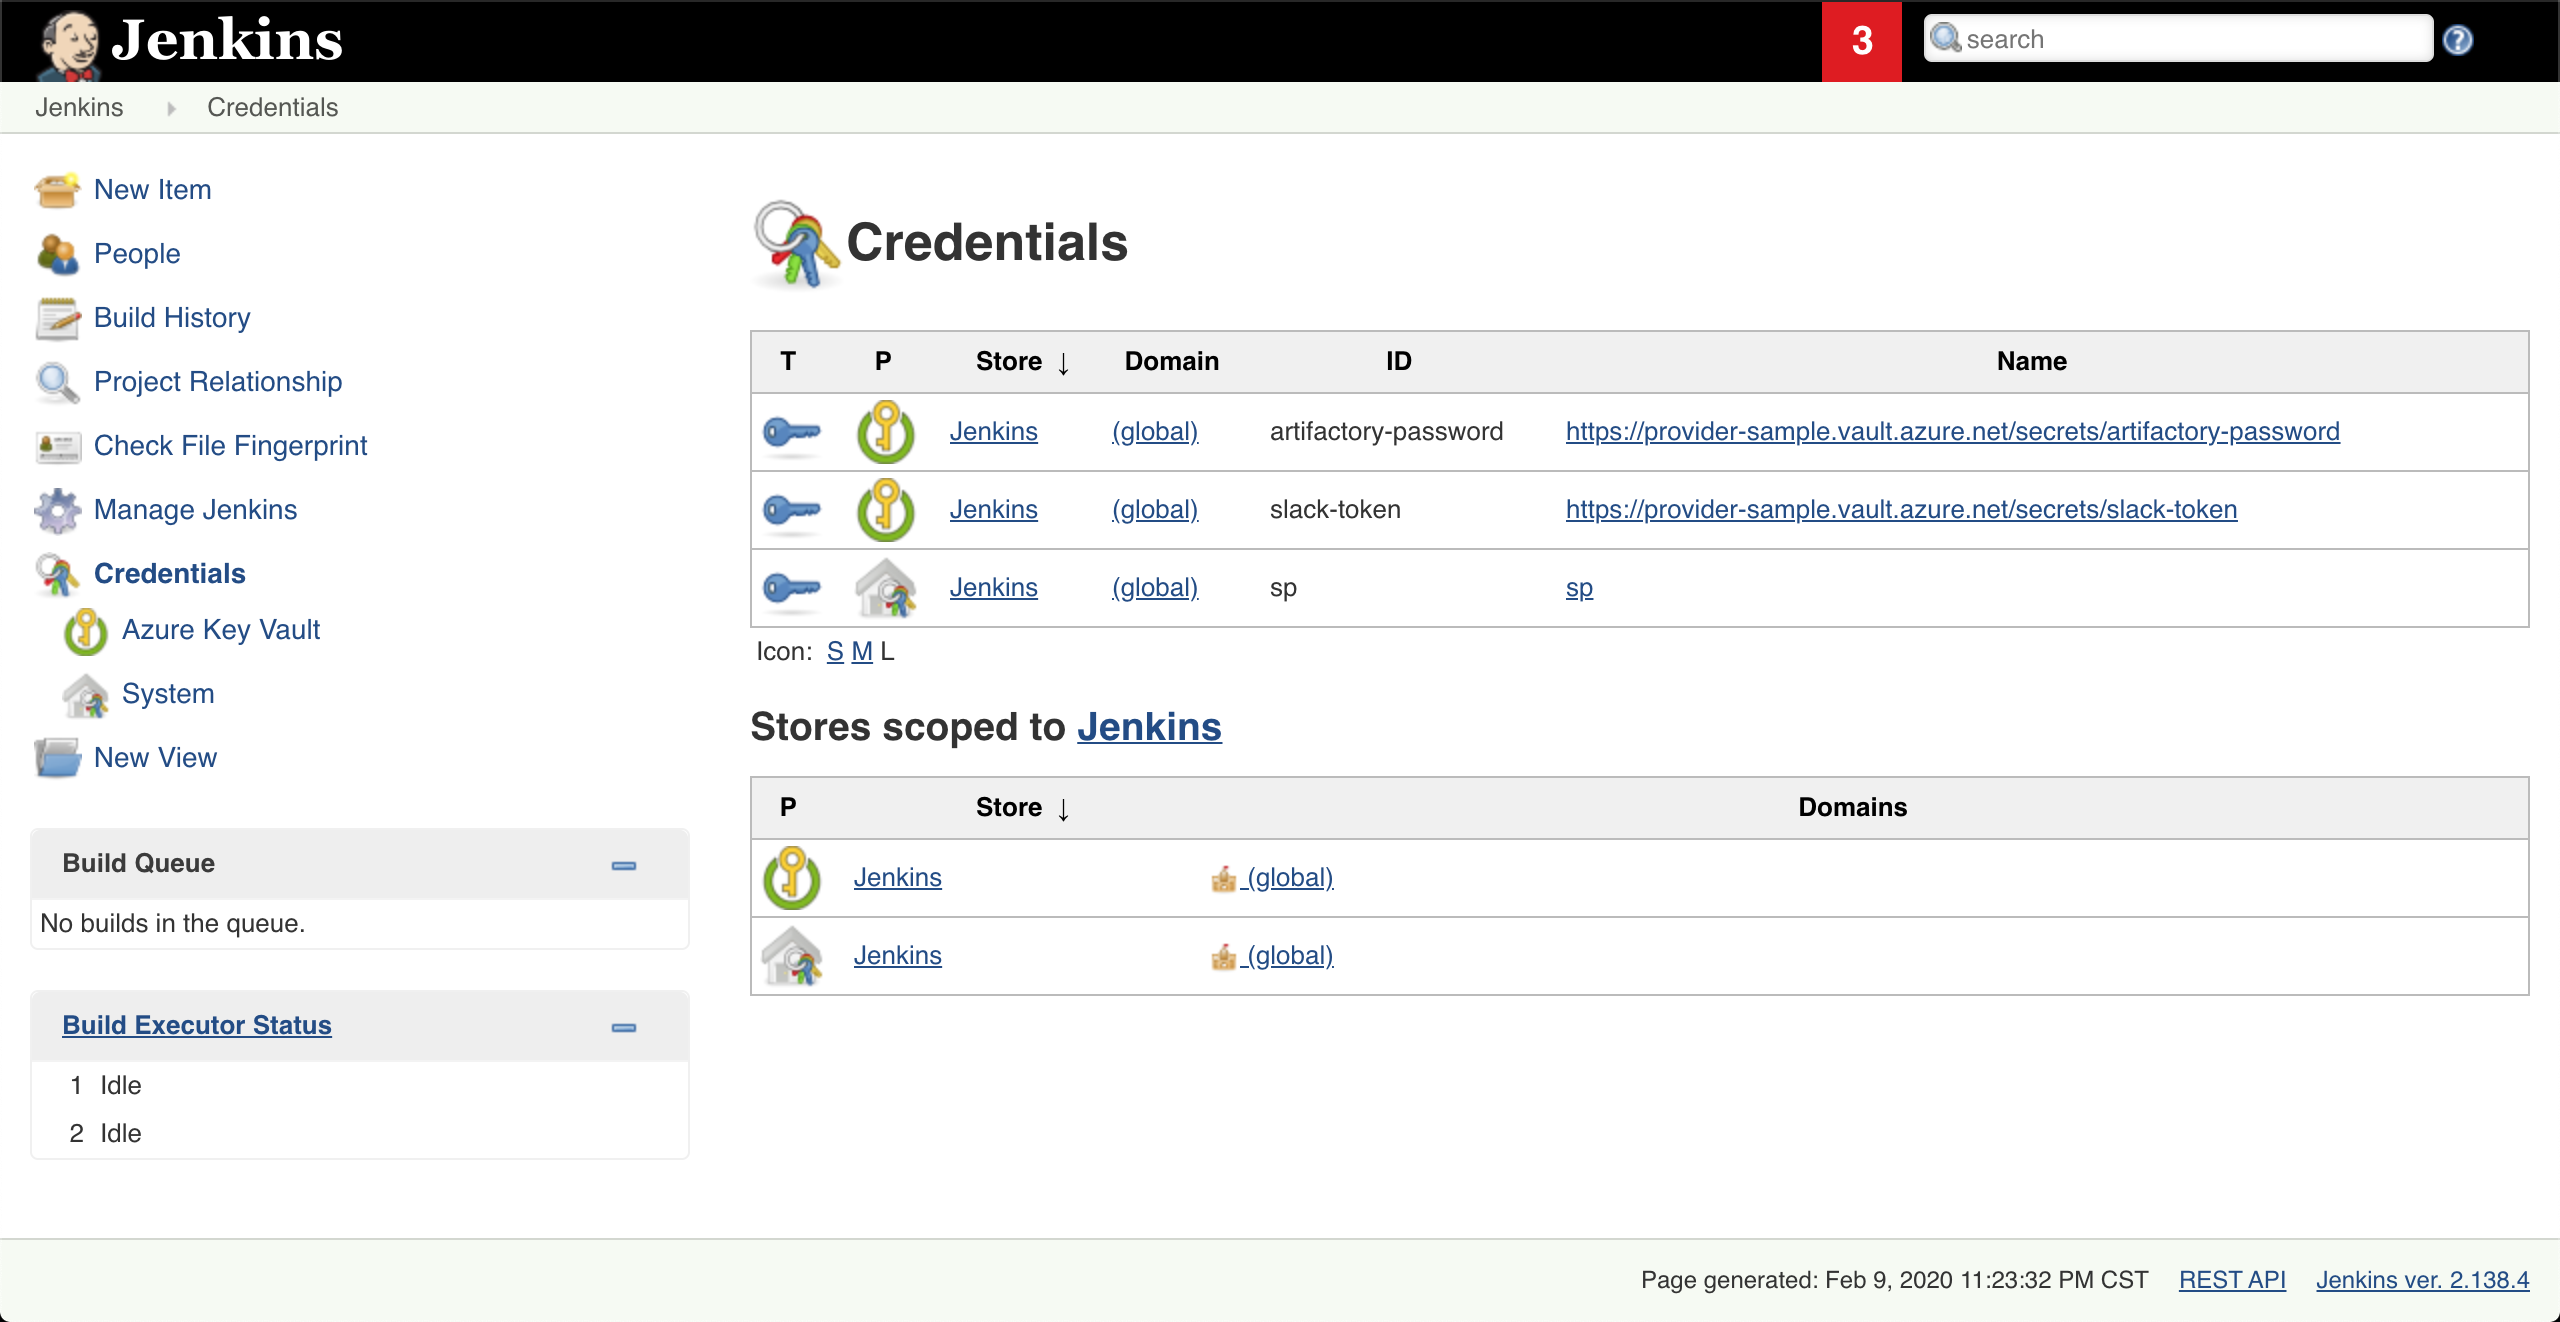 Jenkins
3
search
?
Jenkins Credentials
New Item
People
Build History
Project Relationship
Check File Fingerprint
Manage Jenkins
Credentials
Azure Key Vault
System
New View
Build Queue
No builds in the queue.
Build Executor Status
1 Idle
2 Idle
Credentials
T P Store ↓ Domain ID Name
Jenkins (global) artifactory-password https://provider-sample.vault.azure.net/secrets/artifactory-password
Jenkins (global) slack-token https://provider-sample.vault.azure.net/secrets/slack-token
Jenkins (global) sp sp
Icon: S M L
Stores scoped to Jenkins
P Store ↓ Domains
Jenkins (global)
Jenkins (global)
Page generated: Feb 9, 2020 11:23:32 PM CST REST API Jenkins ver. 2.138.4